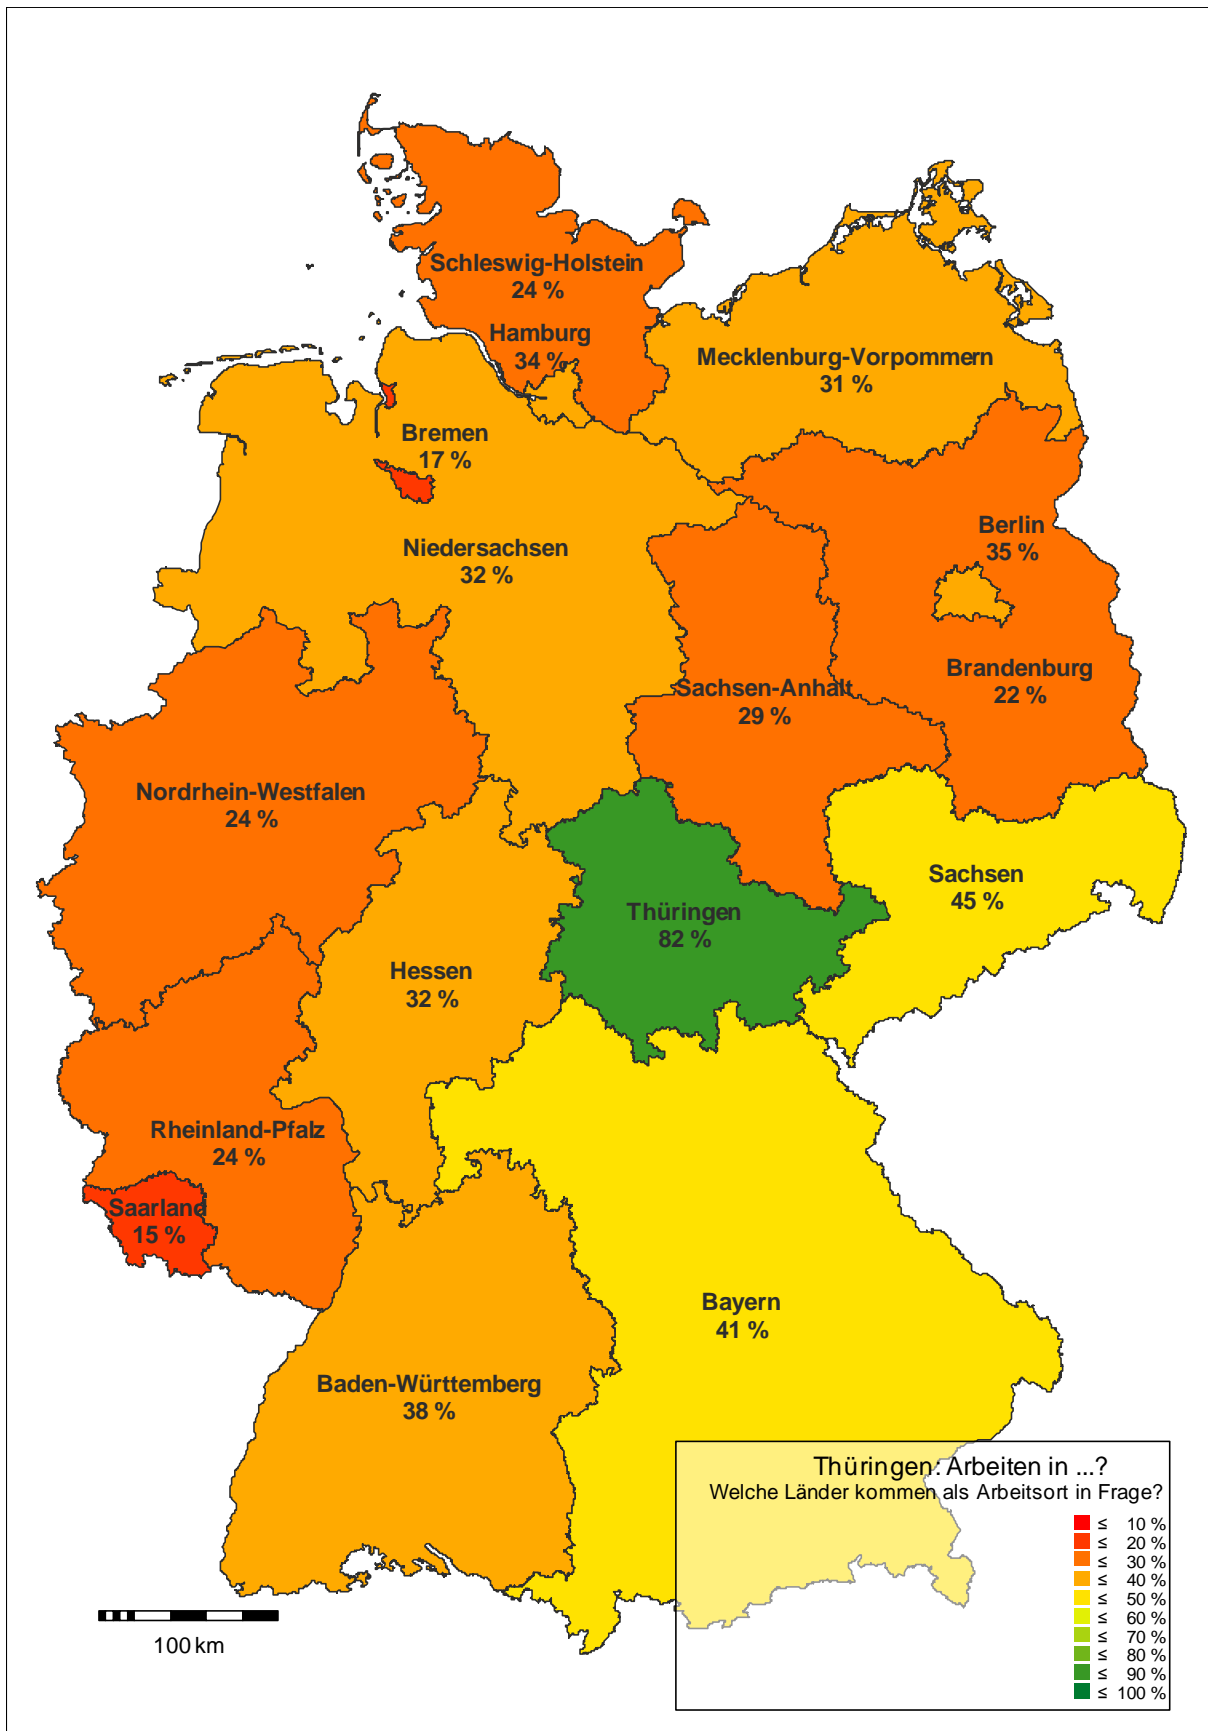 Schleswig-Holstein
24 %
Hamburg
34 %
Mecklenburg-Vorpommern
31 %
Bremen
17 %
Berlin
35 %
Niedersachsen
32 %
Brandenburg
22 %
Sachsen-Anhalt
29 %
Nordrhein-Westfalen
24 %
Sachsen
45 %
Thüringen
82 %
Hessen
32 %
Rheinland-Pfalz
24 %
Saarland
15 %
Bayern
41 %
Baden-Württemberg
38 %
Thüringen: Arbeiten in ...?
Welche Länder kommen als Arbeitsort in Frage?
≤ 10 %
≤ 20 %
≤ 30 %
≤ 40 %
≤ 50 %
≤ 60 %
≤ 70 %
≤ 80 %
≤ 90 %
≤ 100 %
100 km